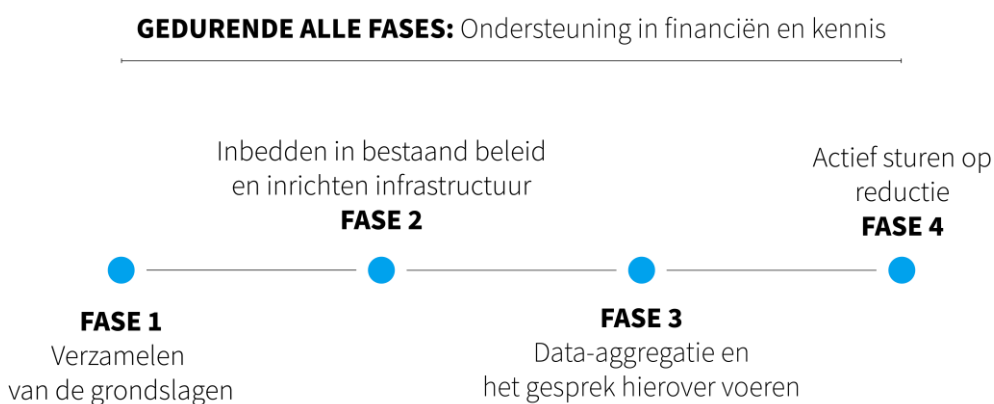 GEDURENDE ALLE FASES: Ondersteuning in financiën en kennis
FASE 1
Verzamelen
van de grondslagen
Inbedden in bestaand beleid
en inrichten infrastructuur
FASE 2
FASE 3
Data-aggregatie en
het gesprek hierover voeren
Actief sturen op
reductie
FASE 4